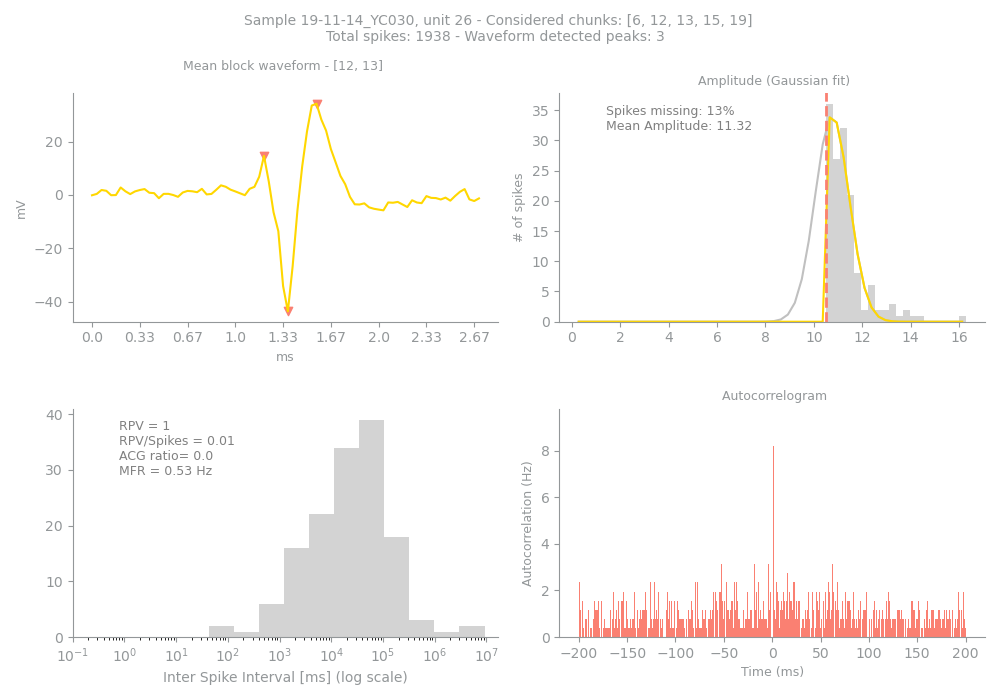 Sample 19-11-14_YC030, unit 26 - Considered chunks: [6, 12, 13, 15, 19]
Total spikes: 1938 - Waveform detected peaks: 3
Mean block waveform - [12, 13]
20
0
−20
−40
mV
0.0 0.33 0.67 1.0 1.33 1.67 2.0 2.33 2.67
ms
Amplitude (Gaussian fit)
Spikes missing: 13%
Mean Amplitude: 11.32
35
30
25
20
15
10
5
0
# of spikes
0 2 4 6 8 10 12 14 16
40
30
20
10
0
RPV = 1
RPV/Spikes = 0.01
ACG ratio= 0.0
MFR = 0.53 Hz
10⁻¹ 10⁰ 10¹ 10² 10³ 10⁴ 10⁵ 10⁶ 10⁷
Inter Spike Interval [ms] (log scale)
Autocorrelogram
8
6
4
2
0
Autocorrelation (Hz)
−200 −150 −100 −50 0 50 100 150 200
Time (ms)